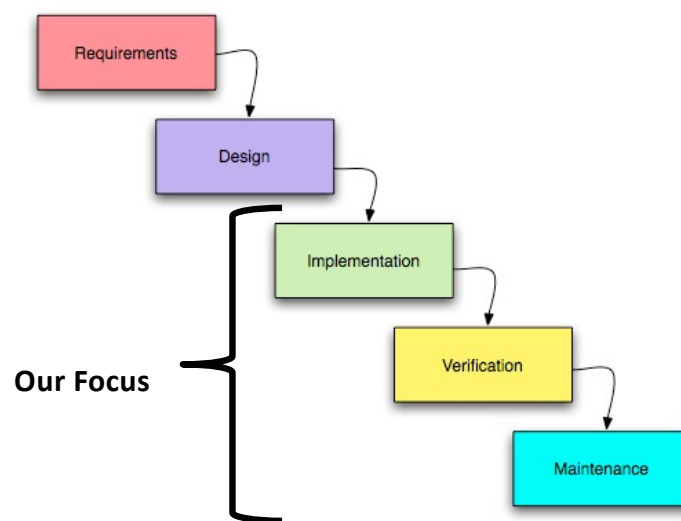 Requirements
Design
Implementation
Verification
Our Focus
Maintenance